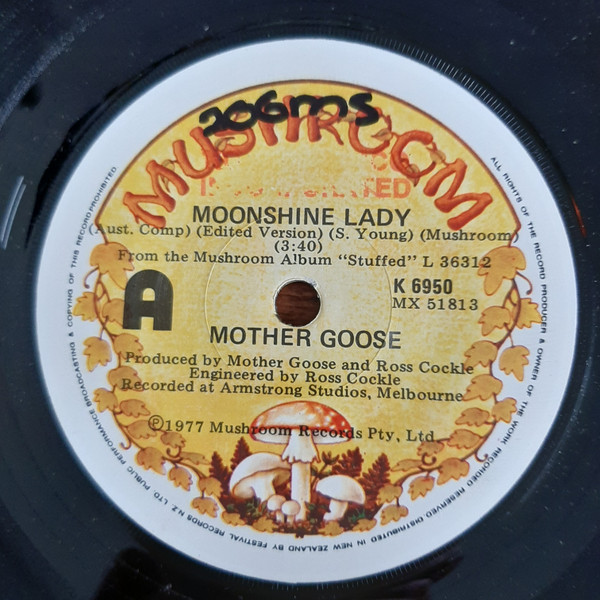 206ms
MUSHROOM
MOONSHINE LADY
(Aust. Comp) (Edited Version) (S. Young) (Mushroom)
(3:40)
From the Mushroom Album "Stuffed" L 36312
A
K 6950
MX 51813
MOTHER GOOSE
Produced by Mother Goose and Ross Cockle
Engineered by Ross Cockle
Recorded at Armstrong Studios, Melbourne
Ⓟ1977 Mushroom Records Pty, Ltd
ALL RIGHTS OF THE RECORD PRODUCER & OWNER OF THE WORK RECORDED RESERVED. DISTRIBUTED IN NEW ZEALAND BY FESTIVAL RECORDS N.Z. LTD. PUBLIC PERFORMANCE BROADCASTING & COPYING OF THIS RECORD PROHIBITED